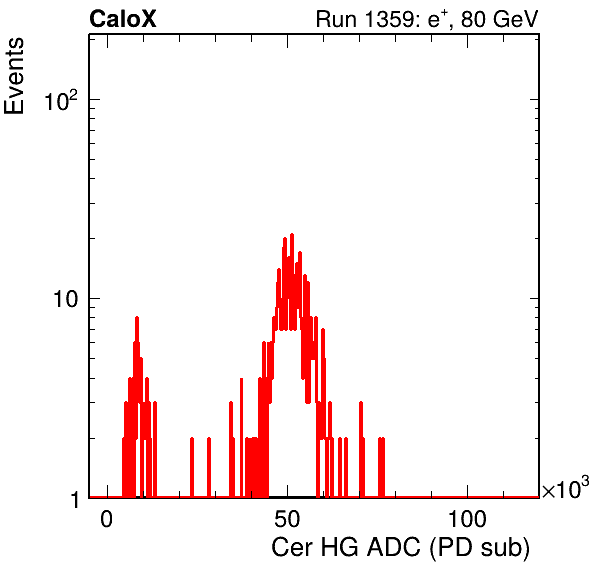 CaloX Run 1359: e⁺, 80 GeV
Events
10²
10
1
0 50 100 ×10³
Cer HG ADC (PD sub)